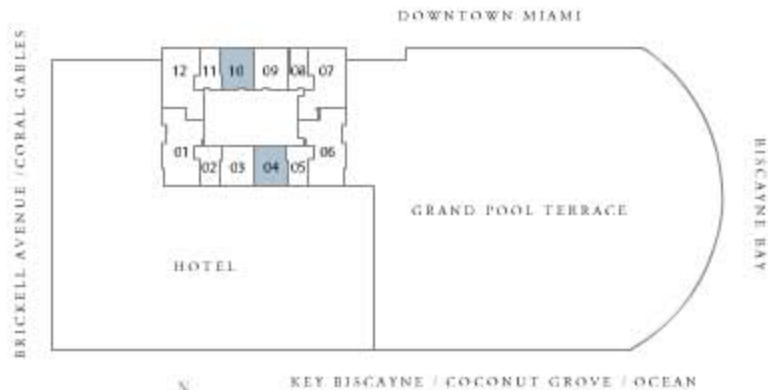 DOWNTOWN MIAMI
BRICKELL AVENUE / CORAL GABLES
12 11 10 09 08 07
01 02 03 04 05 06
BISCAYNE BAY
GRAND POOL TERRACE
HOTEL
N
KEY BISCAYNE / COCONUT GROVE / OCEAN